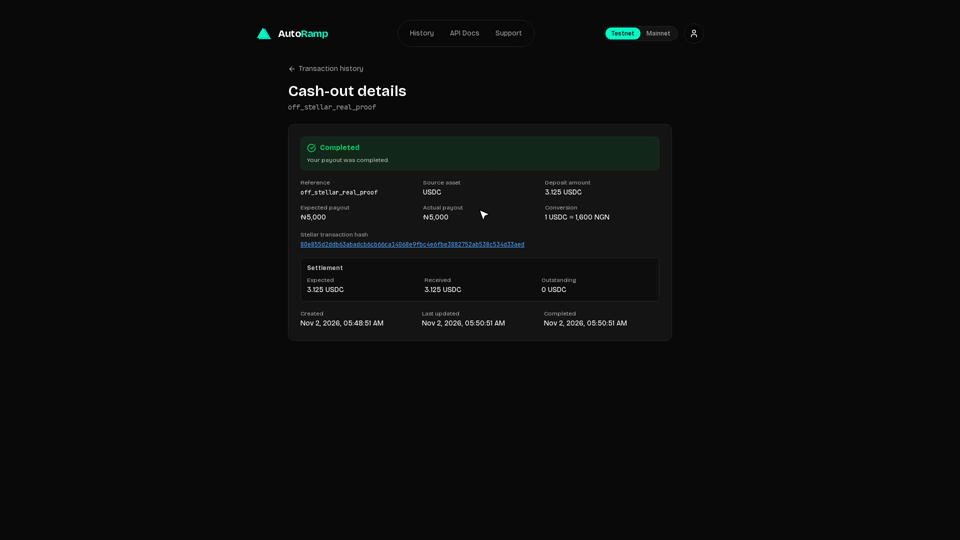 AutoRamp
History API Docs Support
Testnet Mainnet
← Transaction history
Cash-out details
off_stellar_real_proof
Completed
Your payout was completed.
Reference Source asset Deposit amount
off_stellar_real_proof USDC 3.125 USDC
Expected payout Actual payout Conversion
₦5,000 ₦5,000 1 USDC = 1,600 NGN
Stellar transaction hash
Settlement
Expected Received Outstanding
3.125 USDC 3.125 USDC 0 USDC
Created Last updated Completed
Nov 2, 2026, 05:48:51 AM Nov 2, 2026, 05:50:51 AM Nov 2, 2026, 05:50:51 AM